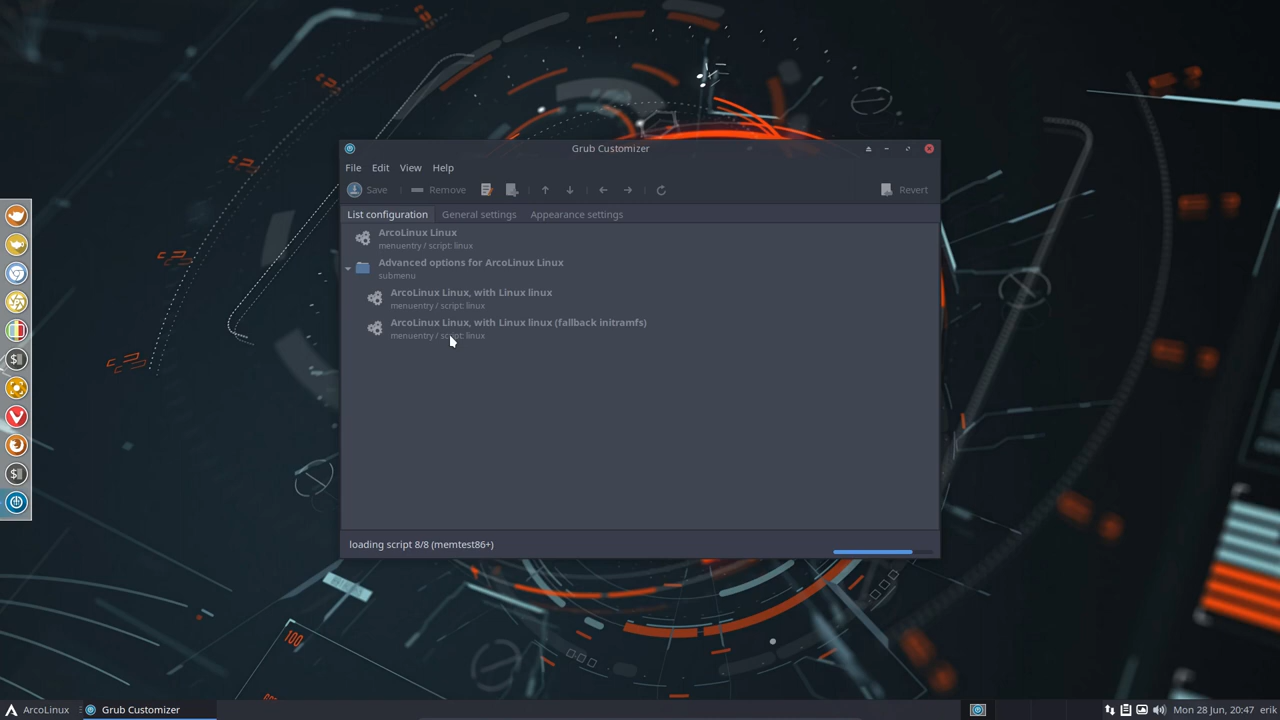 Grub Customizer
File Edit View Help
Save Remove Revert
List configuration General settings Appearance settings
ArcoLinux Linux
menuentry / script: linux
Advanced options for ArcoLinux Linux
submenu
ArcoLinux Linux, with Linux linux
menuentry / script: linux
ArcoLinux Linux, with Linux linux (fallback initramfs)
menuentry / script: linux
loading script 8/8 (memtest86+)
100
ArcoLinux Grub Customizer Mon 28 Jun, 20:47 erik